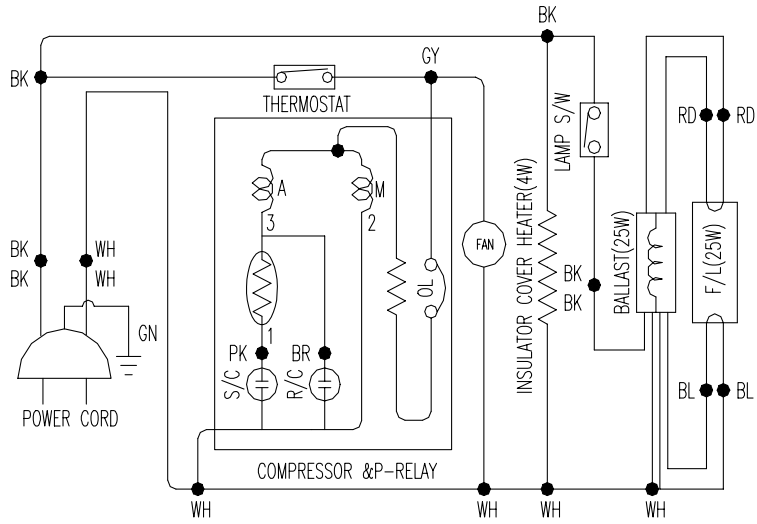 BK
BK
GY
THERMOSTAT
LAMP S/W
RD
RD
A
M
3
2
INSULATOR COVER HEATER(4W)
FAN
BALLAST(25W)
F/L(25W)
BK
WH
BK
WH
OL
BK
BK
GN
1
PK
BR
S/C
R/C
BL
BL
POWER CORD
COMPRESSOR &P-RELAY
WH
WH
WH
WH